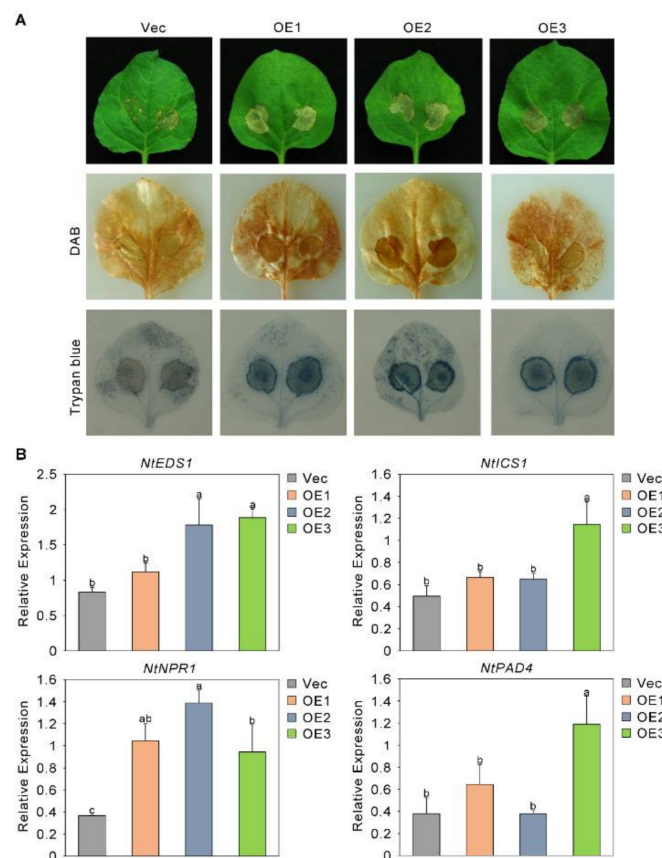 A
Vec OE1 OE2 OE3
DAB
Trypan blue
B
NtEDS1
Relative Expression
2.5
2
1.5
1
0.5
0
b
b
a
a
Vec
OE1
OE2
OE3
NtICS1
Relative Expression
1.6
1.4
1.2
1
0.8
0.6
0.4
0.2
0
b
b
b
a
Vec
OE1
OE2
OE3
NtNPR1
Relative Expression
1.6
1.4
1.2
1
0.8
0.6
0.4
0.2
0
c
ab
a
b
Vec
OE1
OE2
OE3
NtPAD4
Relative Expression
1.6
1.4
1.2
1
0.8
0.6
0.4
0.2
0
b
b
b
a
Vec
OE1
OE2
OE3